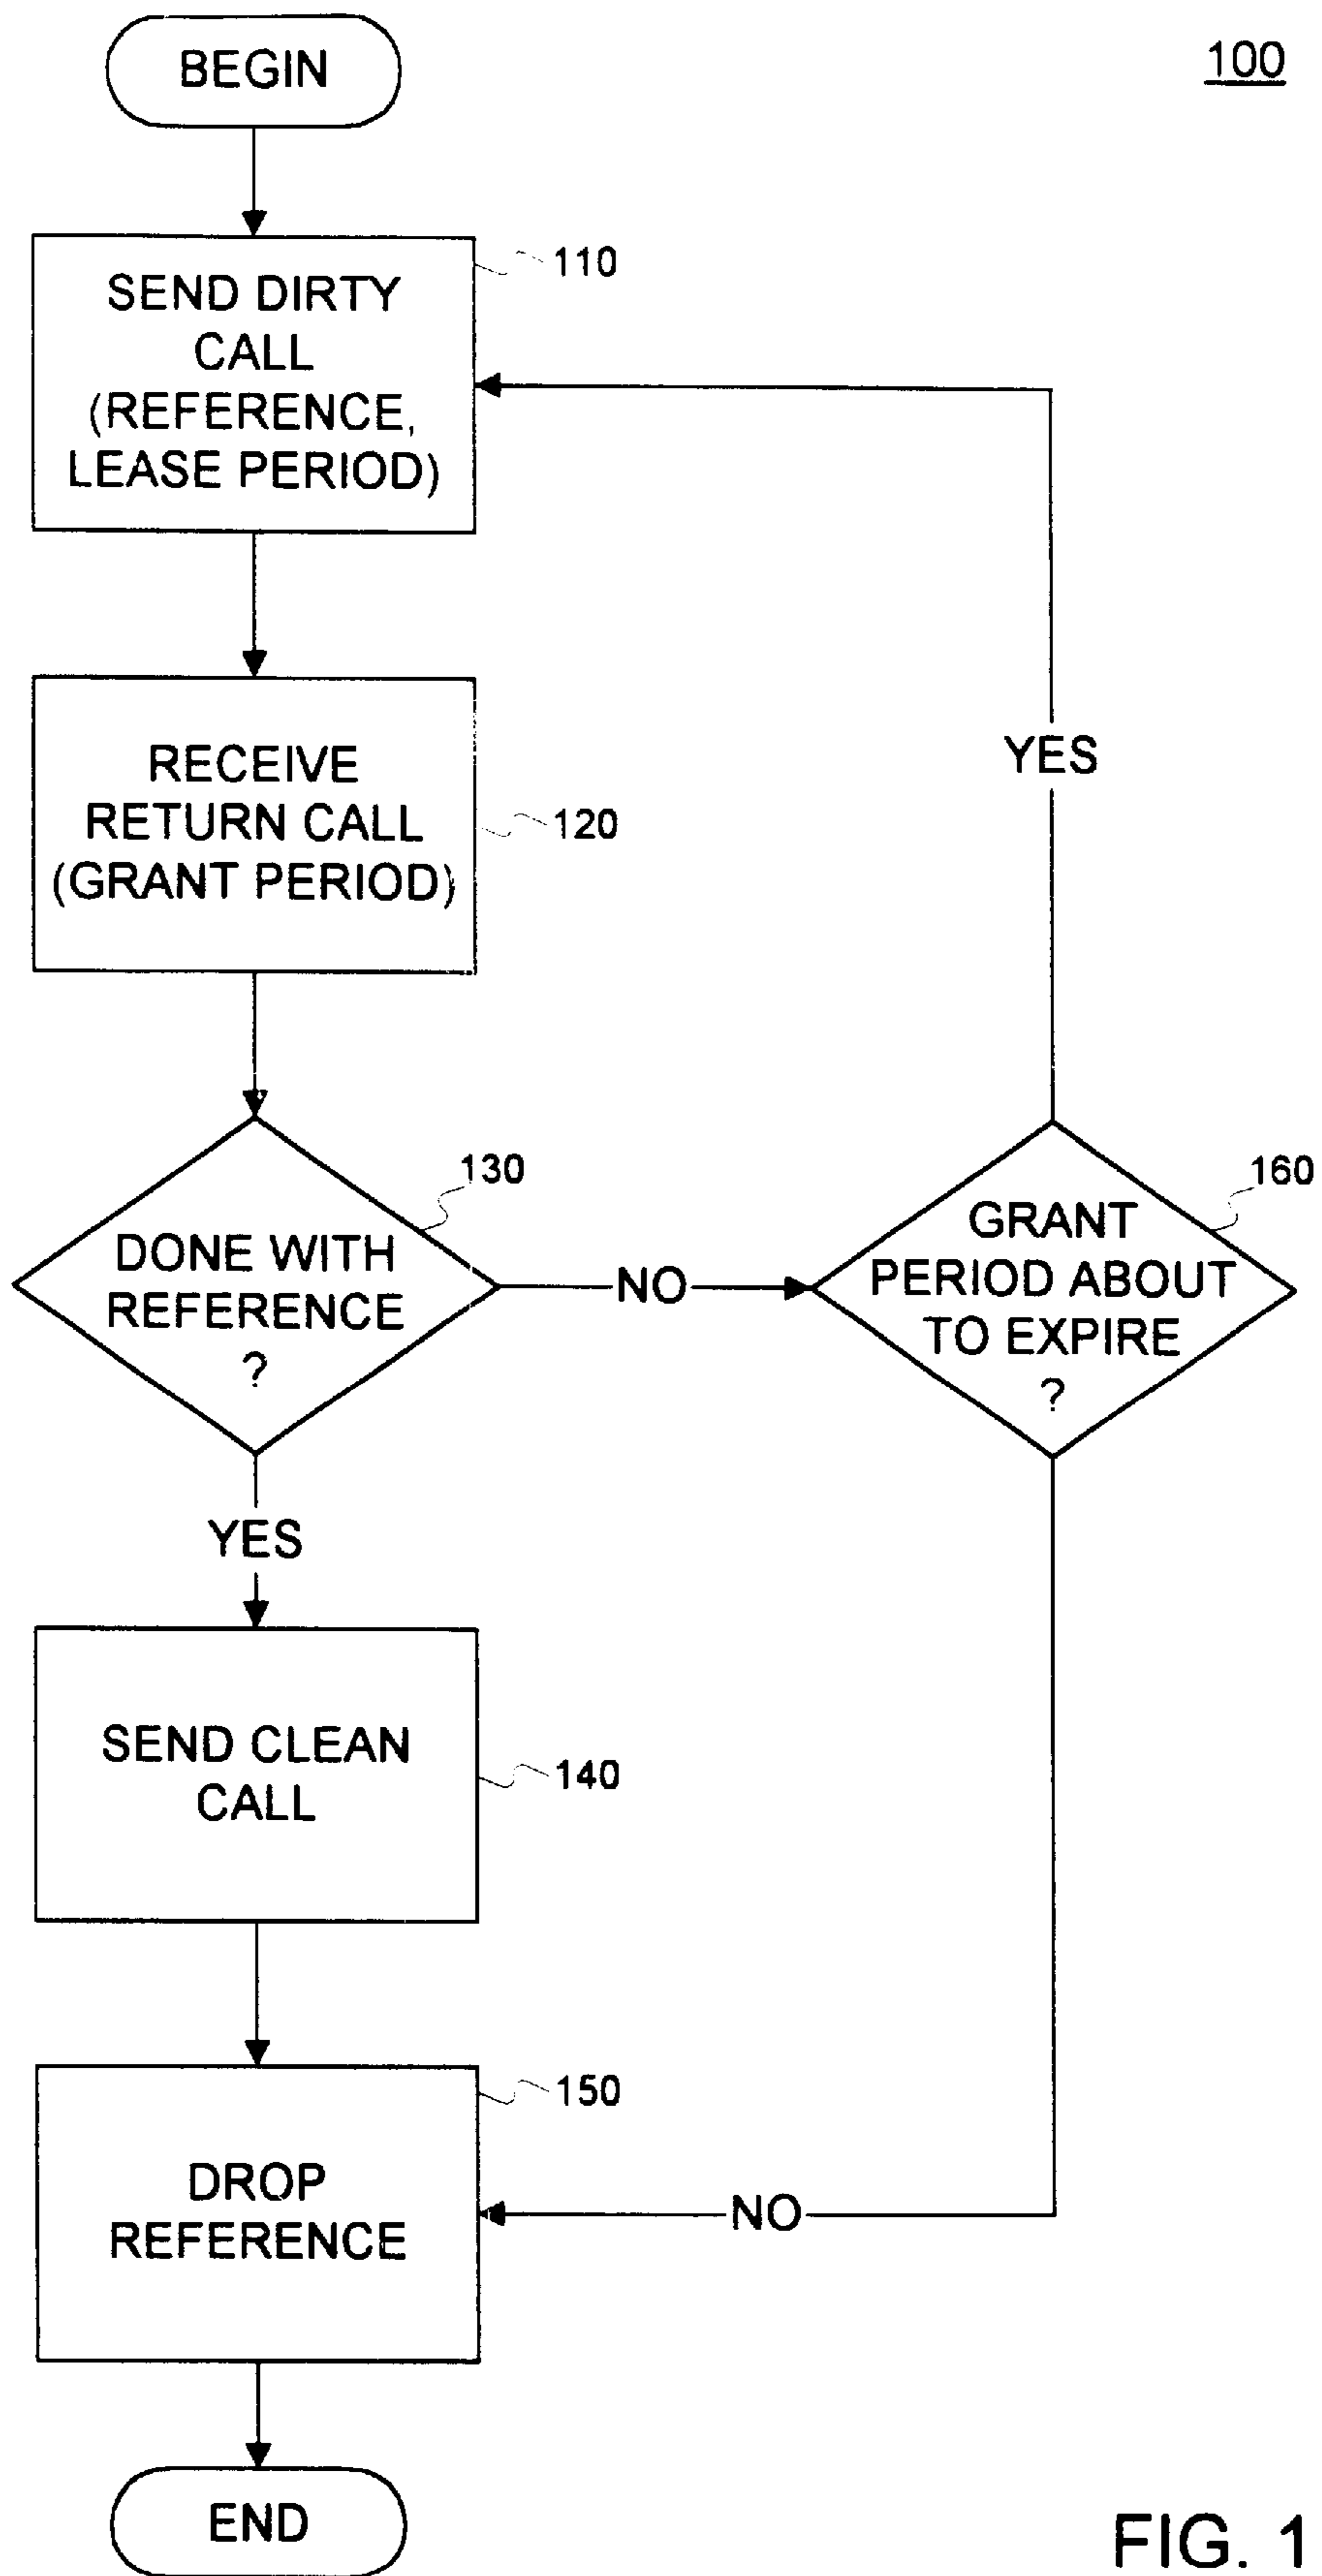 BEGIN
100
SEND DIRTY
CALL
(REFERENCE,
LEASE PERIOD)
110
RECEIVE
RETURN CALL
(GRANT PERIOD)
120
YES
DONE WITH
REFERENCE
?
130
NO
GRANT
PERIOD ABOUT
TO EXPIRE
?
160
YES
SEND CLEAN
CALL
140
DROP
REFERENCE
150
NO
END
FIG. 1